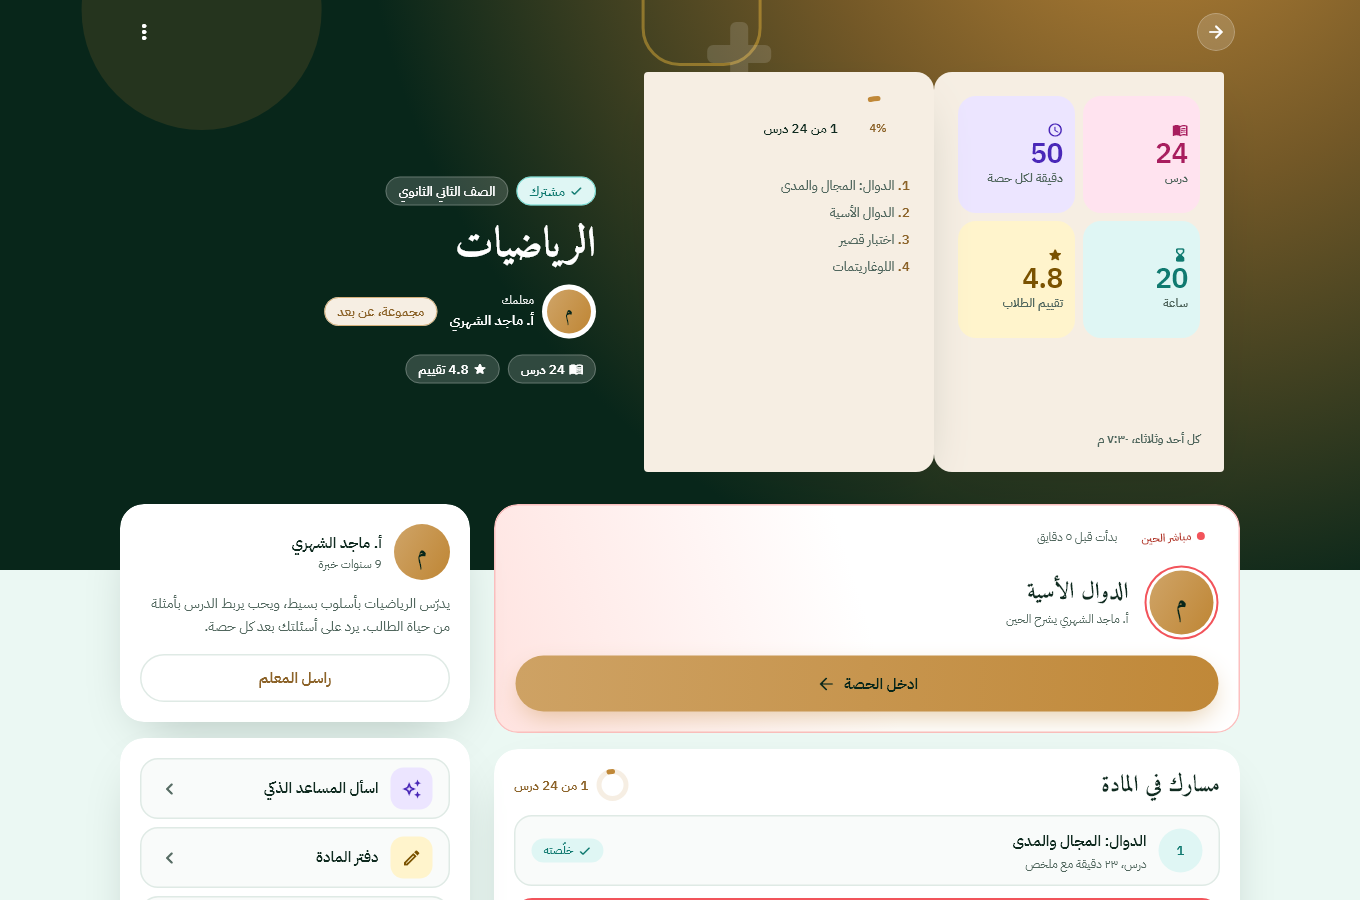 24
درس
50
دقيقة لكل حصة
20
ساعة
4.8
تقييم الطلاب
كل أحد وثلاثاء، ٧:٣٠ م
4%
1 من 24 درس
1. الدوال: المجال والمدى
2. الدوال الأسية
3. اختبار قصير
4. اللوغاريتمات
مشترك
الصف الثاني الثانوي
الرياضيات
م
معلمك
أ. ماجد الشهري
مجموعة، عن بعد
24 درس
4.8 تقييم
مباشر الحين
بدأت قبل ٥ دقايق
م
الدوال الأسية
أ. ماجد الشهري يشرح الحين
ادخل الحصة
مسارك في المادة
1 من 24 درس
1
الدوال: المجال والمدى
درس، ٢٣ دقيقة مع ملخص
خلّصته
م
أ. ماجد الشهري
9 سنوات خبرة
يدرّس الرياضيات بأسلوب بسيط، ويحب يربط الدرس بأمثلة
من حياة الطالب. يرد على أسئلتك بعد كل حصة.
راسل المعلم
اسأل المساعد الذكي
دفتر المادة